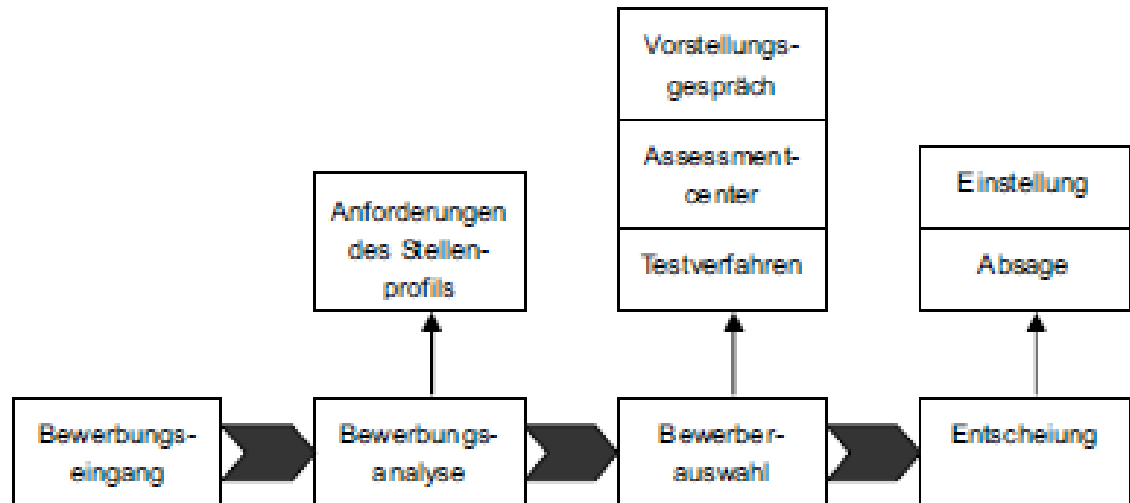 Vorstellungs-
gespräch
Assessment-
center
Testverfahren
Einstellung
Absage
Anforderungen
des Stellen-
profils
Bewerbungs-
eingang
Bewerbungs-
analyse
Bewerber-
auswahl
Entscheiung